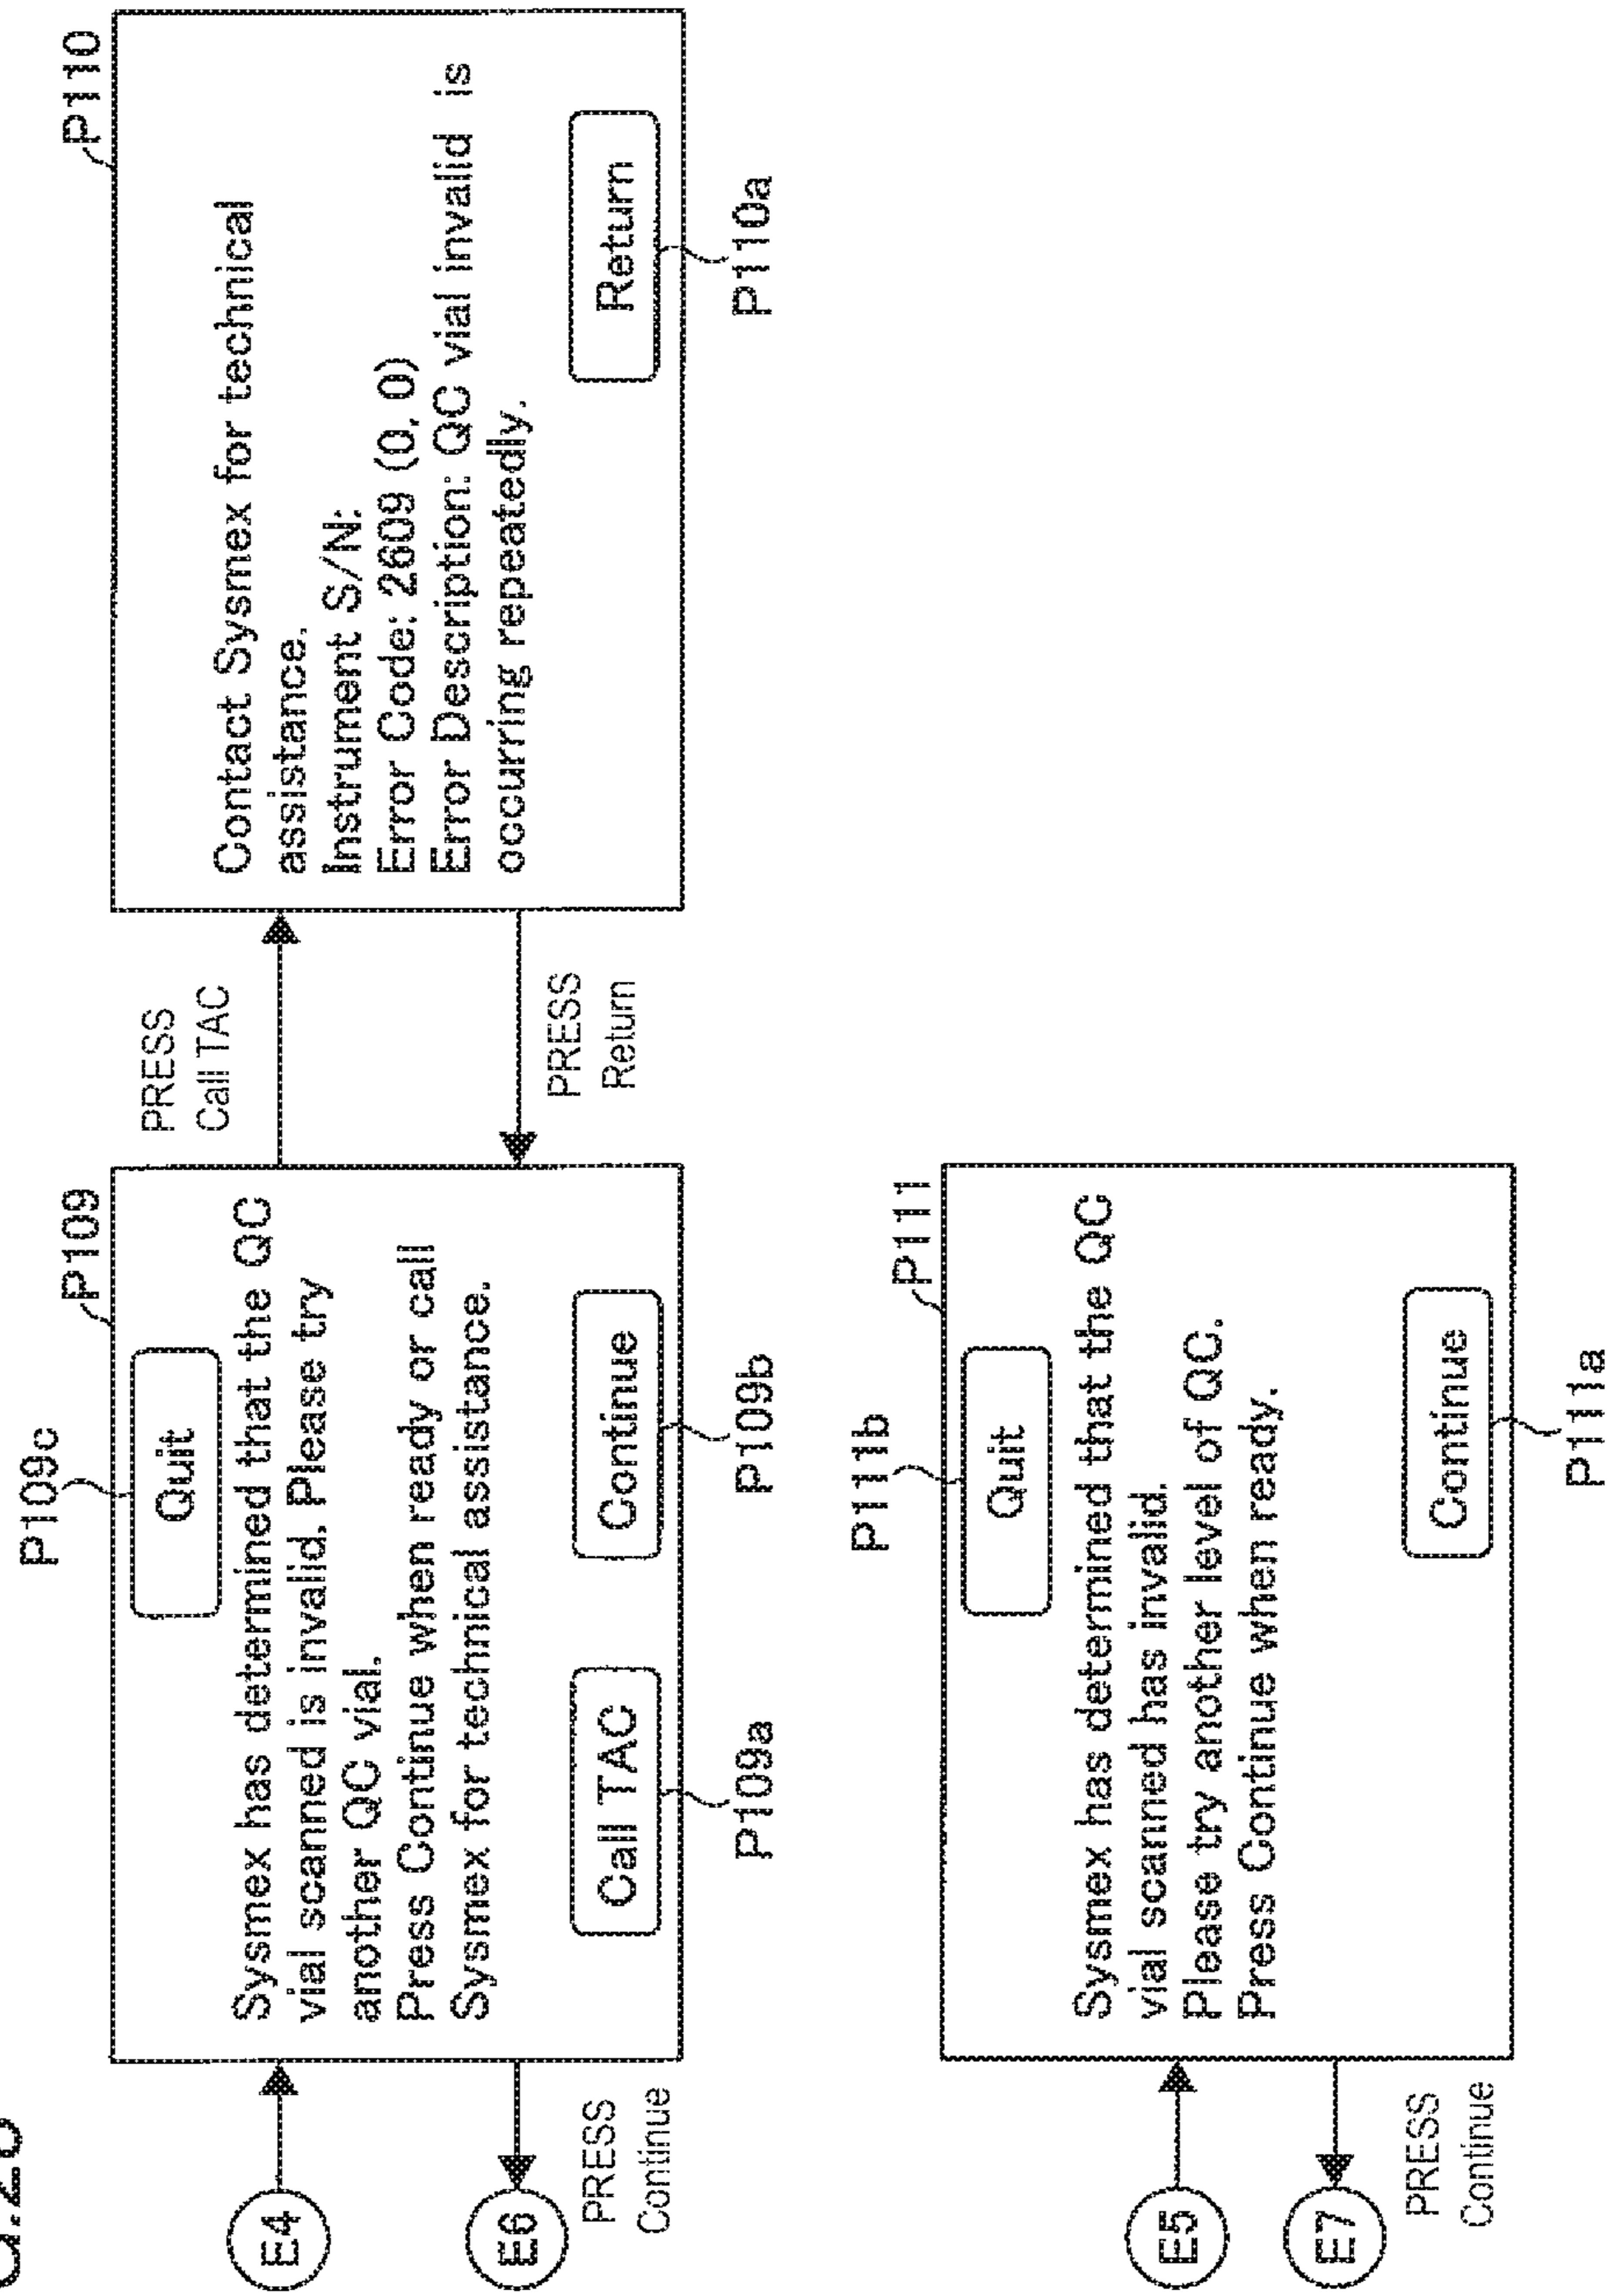 P109
P109c
Quit
Sysmex has determined that the QC
vial scanned is invalid. Please try
another QC vial.
Press Continue when ready or call
Sysmex for technical assistance.
Call TAC
Continue
P109a
P109b
E4
E6
PRESS
Continue
PRESS
Call TAC
PRESS
Return
P110
Contact Sysmex for technical
assistance.
Instrument S/N:
Error Code: 2609 (0, 0)
Error Description: QC vial invalid is
occurring repeatedly.
Return
P110a
P111
P111b
Quit
Sysmex has determined that the QC
vial scanned has invalid.
Please try another level of QC.
Press Continue when ready.
Continue
P111a
E5
E7
PRESS
Continue